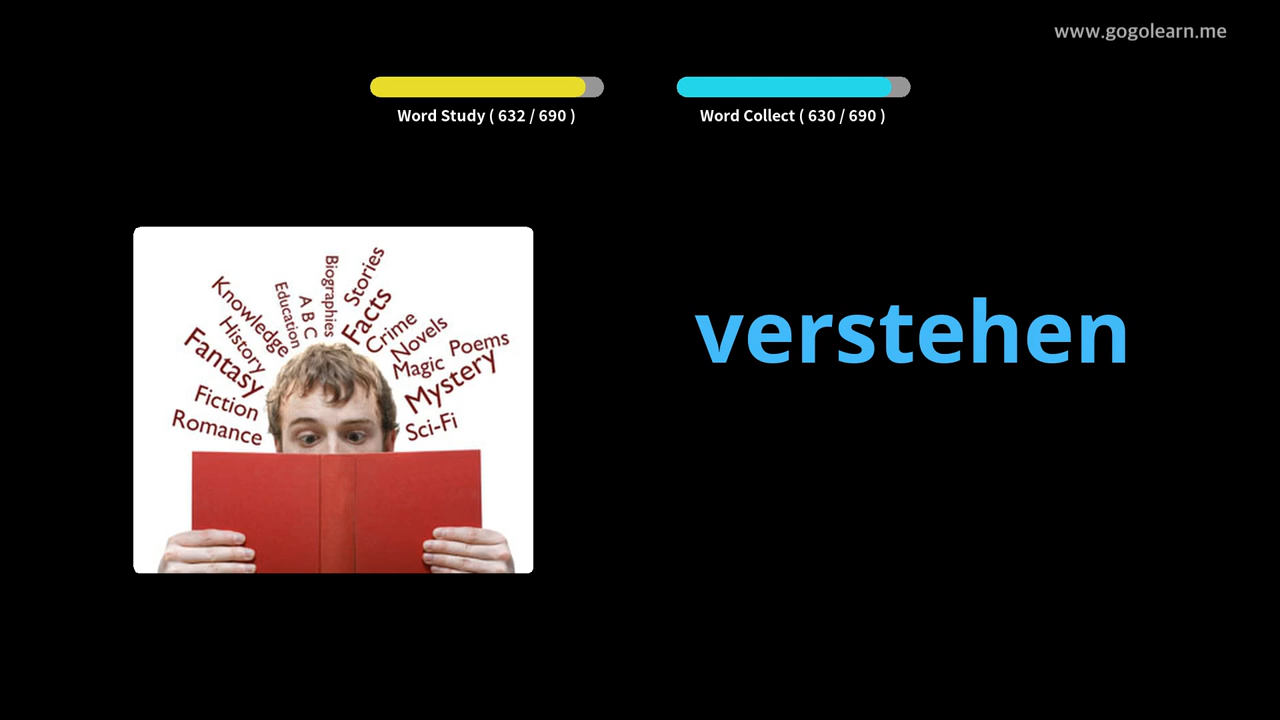 www.gogolearn.me
Word Study ( 632 / 690 )
Word Collect ( 630 / 690 )
Stories
Biographies
Facts
Education
A B C
Knowledge
Crime
Novels
History
Poems
Fantasy
Magic
Mystery
Fiction
Sci-Fi
Romance
verstehen